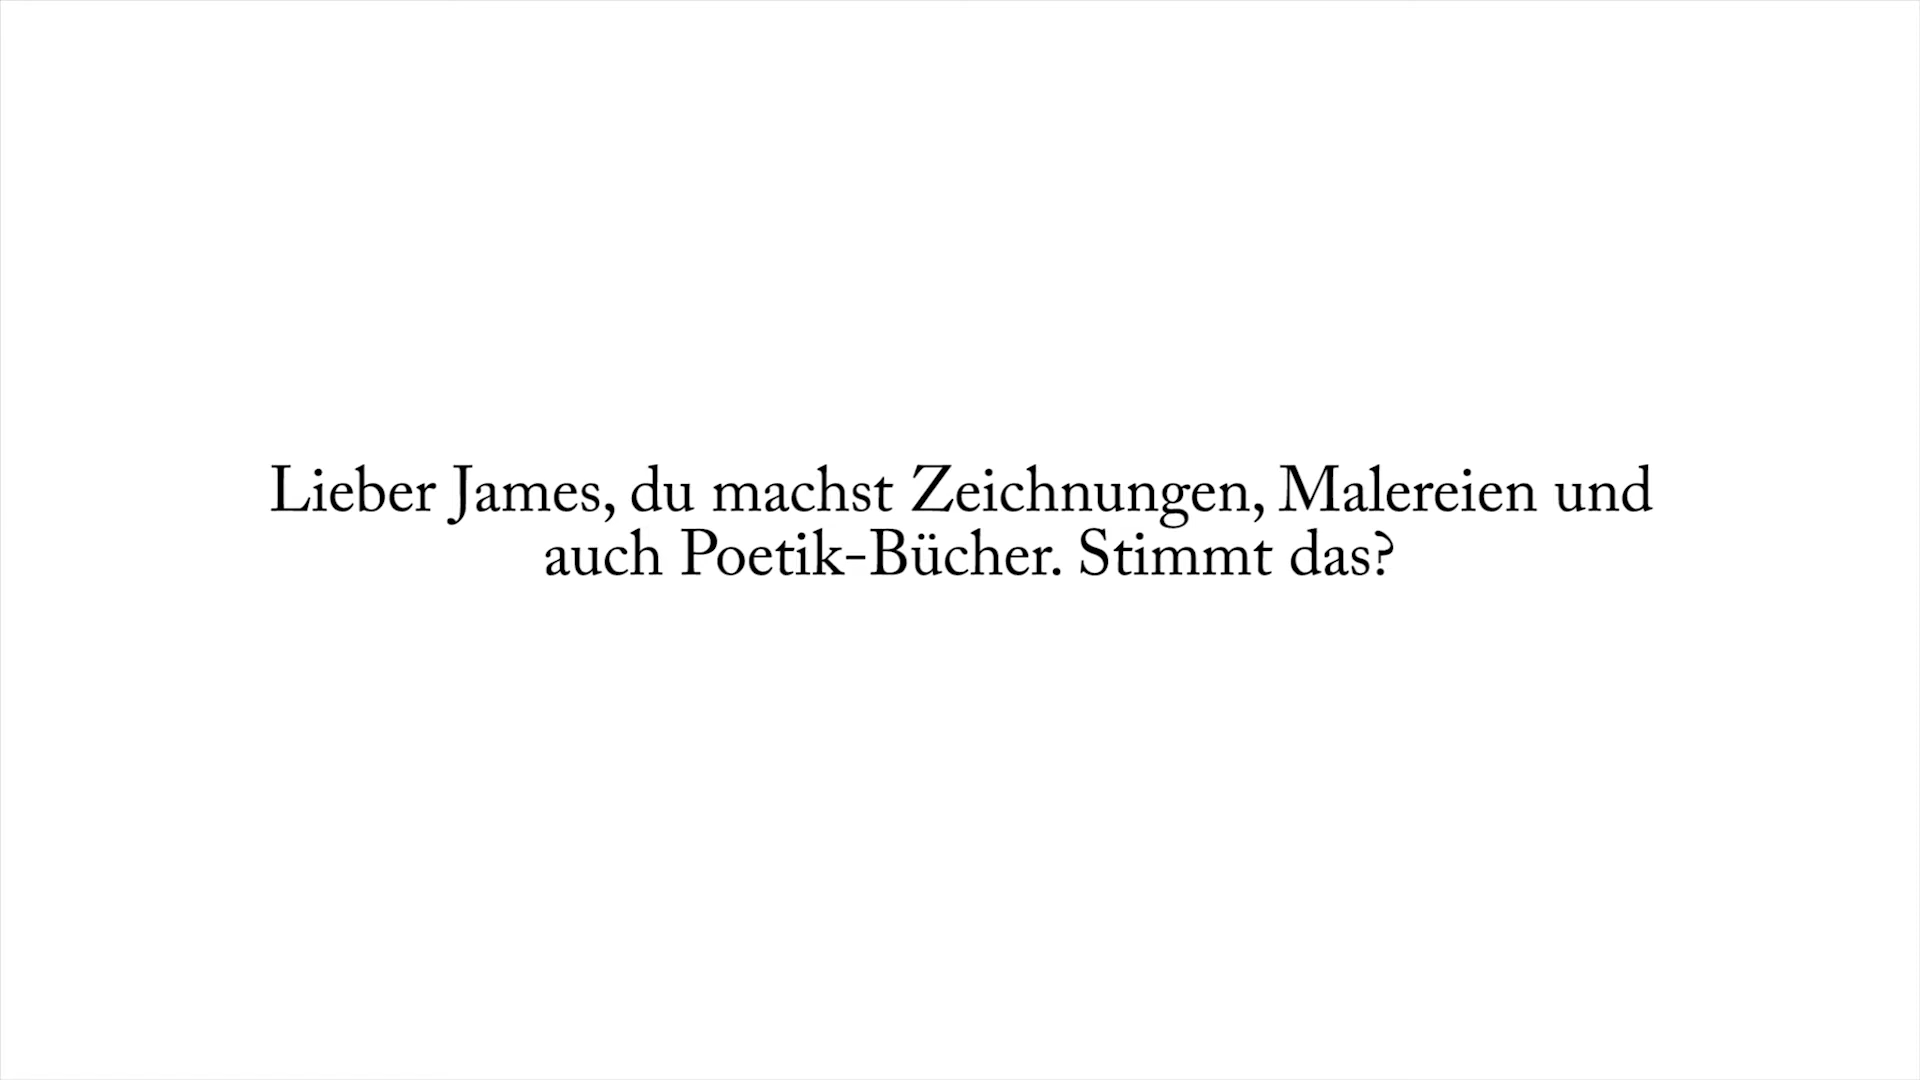 Lieber James, du machst Zeichnungen, Malereien und
auch Poetik-Bücher. Stimmt das?